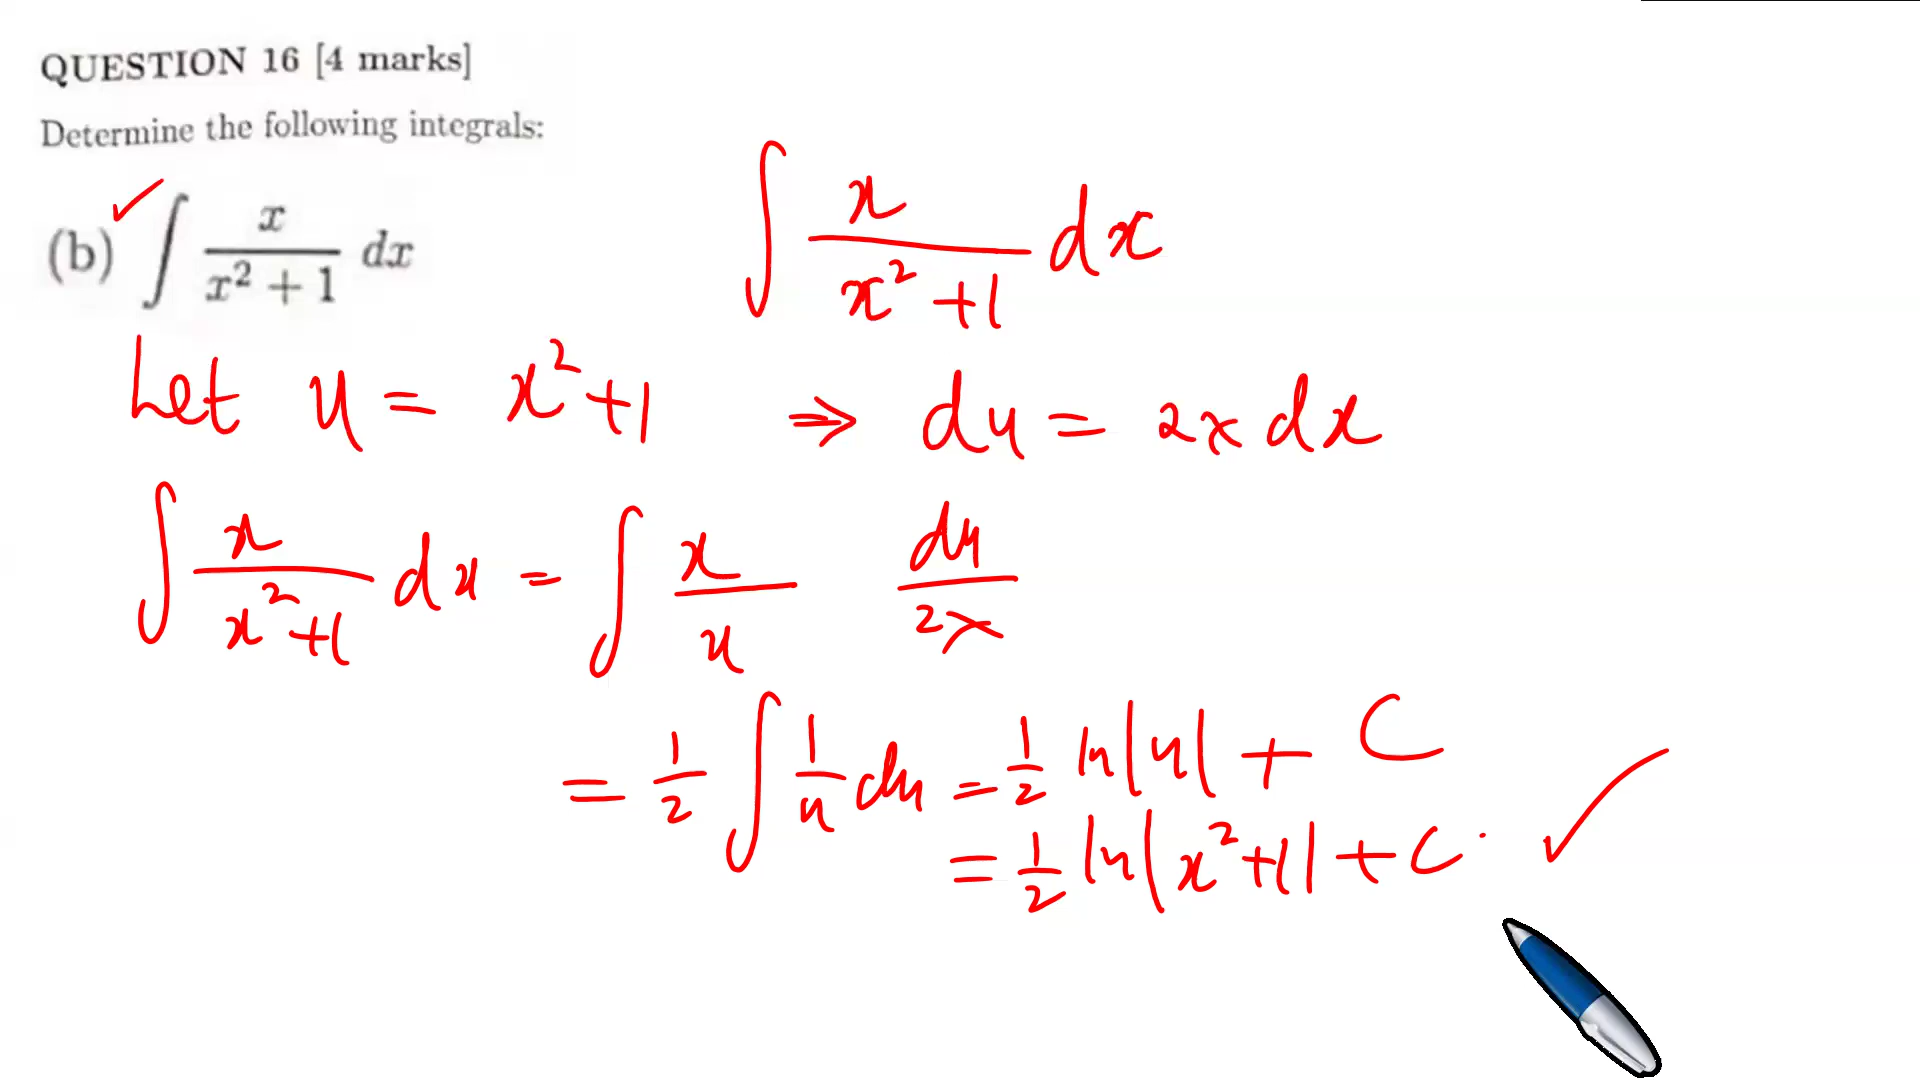 QUESTION 16 [4 marks]
Determine the following integrals:
(b) ∫ x/(x² + 1) dx
∫ x/(x² + 1) dx
Let u = x² + 1 ⇒ du = 2x dx
∫ x/(x² + 1) dx = ∫ x/u du/2x
= 1/2 ∫ 1/u du = 1/2 ln|u| + C
= 1/2 ln|x² + 1| + C.